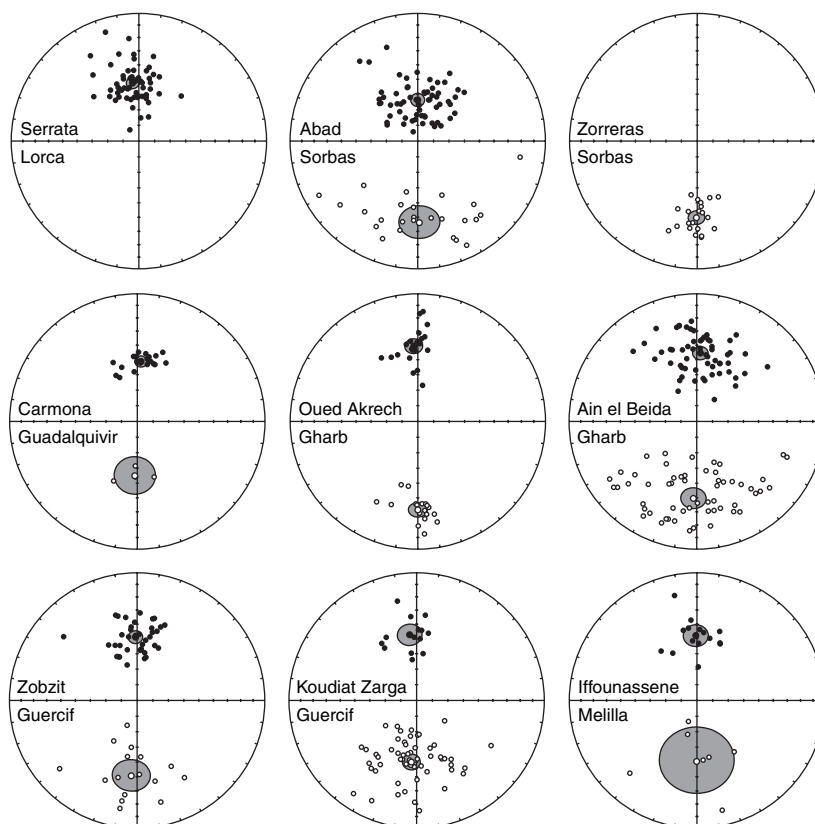 Serrata
Lorca
Abad
Sorbas
Zorreras
Sorbas
Carmona
Guadalquivir
Oued Akrech
Gharb
Ain el Beida
Gharb
Zobzit
Guercif
Koudiat Zarga
Guercif
Iffounassene
Melilla